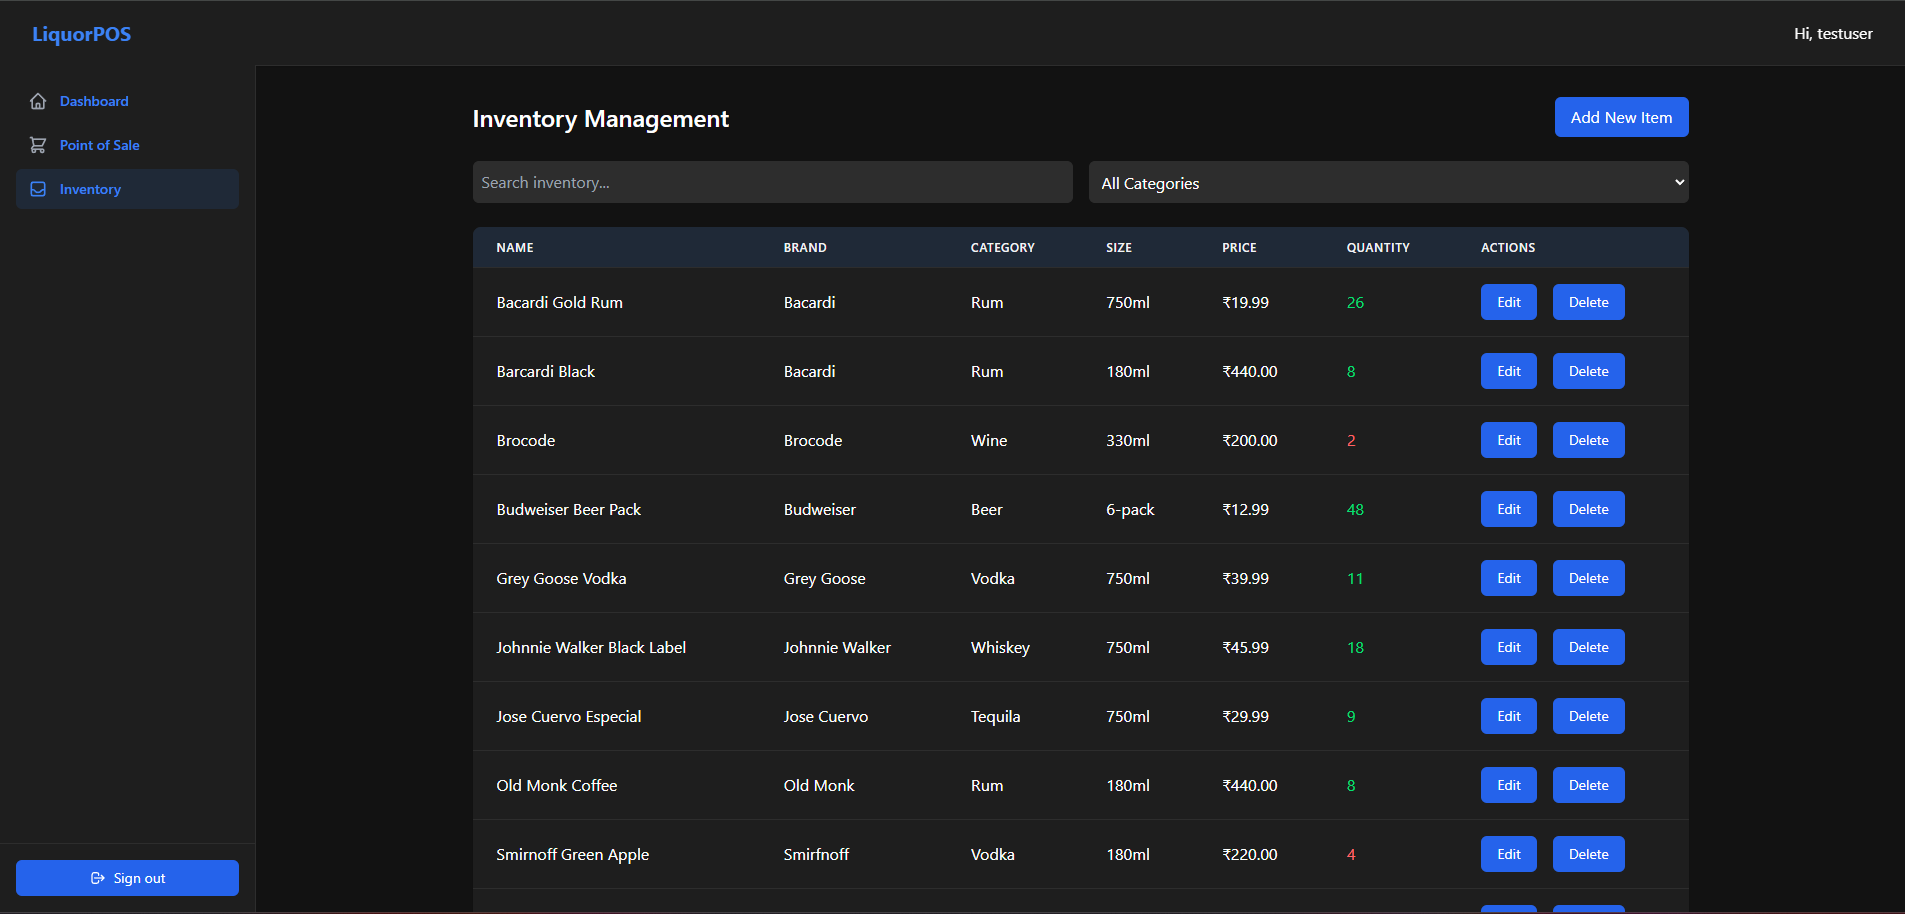 LiquorPOS
Hi, testuser
Dashboard
Point of Sale
Inventory
Sign out
Inventory Management
Add New Item
Search inventory...
All Categories
NAME BRAND CATEGORY SIZE PRICE QUANTITY ACTIONS
Bacardi Gold Rum Bacardi Rum 750ml ₹19.99 26 Edit Delete
Barcardi Black Bacardi Rum 180ml ₹440.00 8 Edit Delete
Brocode Brocode Wine 330ml ₹200.00 2 Edit Delete
Budweiser Beer Pack Budweiser Beer 6-pack ₹12.99 48 Edit Delete
Grey Goose Vodka Grey Goose Vodka 750ml ₹39.99 11 Edit Delete
Johnnie Walker Black Label Johnnie Walker Whiskey 750ml ₹45.99 18 Edit Delete
Jose Cuervo Especial Jose Cuervo Tequila 750ml ₹29.99 9 Edit Delete
Old Monk Coffee Old Monk Rum 180ml ₹440.00 8 Edit Delete
Smirnoff Green Apple Smirfnoff Vodka 180ml ₹220.00 4 Edit Delete